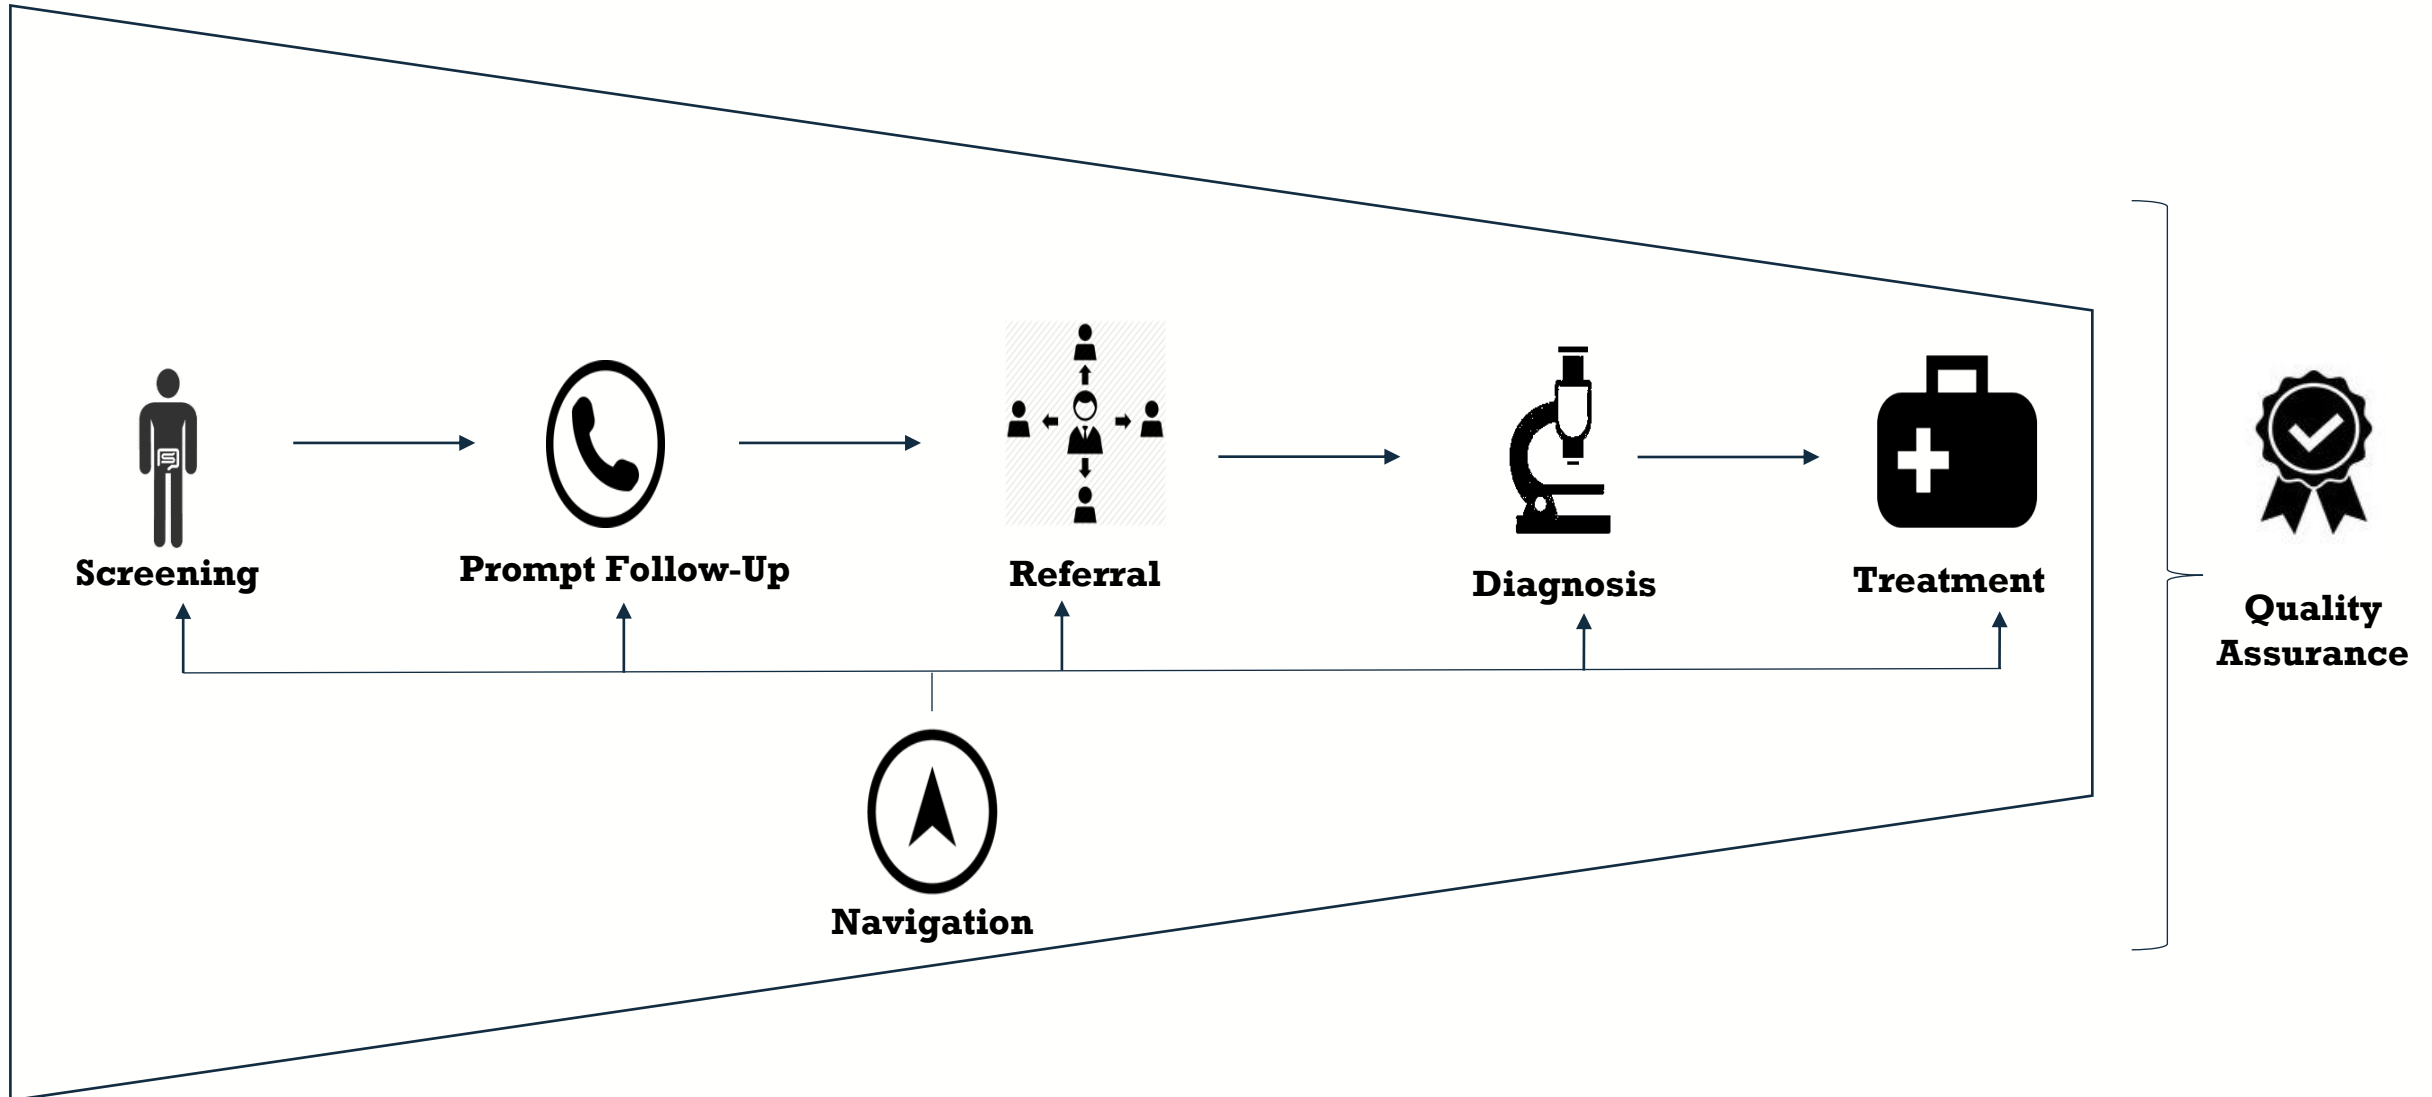 Screening
Prompt Follow-Up
Referral
Diagnosis
Treatment
Quality
Assurance
Navigation